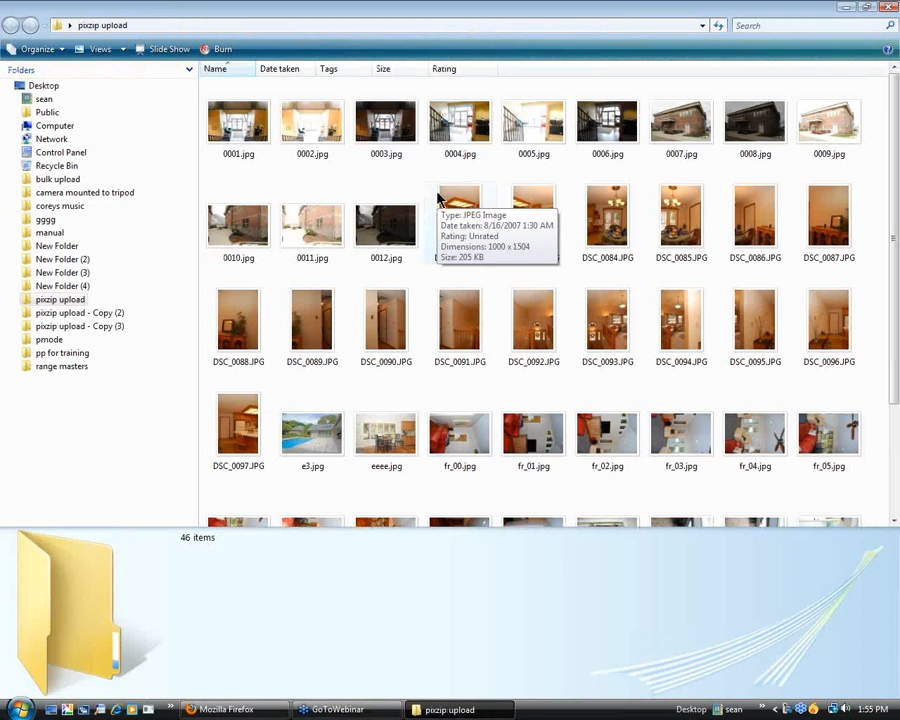 pixzip upload
Search
Organize Views Slide Show Burn
Folders
Name Date taken Tags Size Rating
Desktop
sean
Public
Computer
Network
Control Panel
Recycle Bin
bulk upload
camera mounted to tripod
coreys music
gggg
manual
New Folder
New Folder (2)
New Folder (3)
New Folder (4)
pixzip upload
pixzip upload - Copy (2)
pixzip upload - Copy (3)
pmode
pp for training
range masters
0001.jpg 0002.jpg 0003.jpg 0004.jpg 0005.jpg 0006.jpg 0007.jpg 0008.jpg 0009.jpg
Type: JPEG Image
Date taken: 8/16/2007 1:30 AM
Rating: Unrated
Dimensions: 1000 x 1504
Size: 205 KB
0010.jpg 0011.jpg 0012.jpg DSC_0084.JPG DSC_0085.JPG DSC_0086.JPG DSC_0087.JPG
DSC_0088.JPG DSC_0089.JPG DSC_0090.JPG DSC_0091.JPG DSC_0092.JPG DSC_0093.JPG DSC_0094.JPG DSC_0095.JPG DSC_0096.JPG
DSC_0097.JPG e3.jpg eeee.jpg fr_00.jpg fr_01.jpg fr_02.jpg fr_03.jpg fr_04.jpg fr_05.jpg
46 items
Mozilla Firefox GoToWebinar pixzip upload Desktop sean 1:55 PM